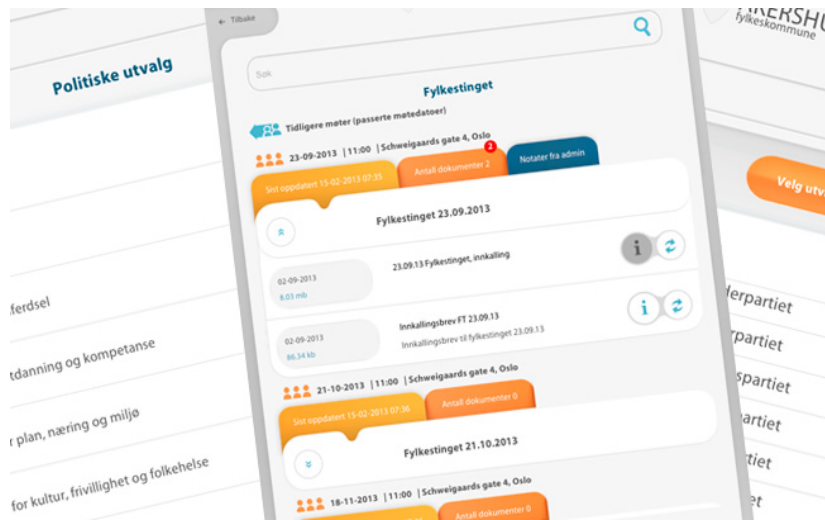 Politiske utvalg
ferdsel
tdanning og kompetanse
r plan, næring og miljø
for kultur, frivillighet og folkehelse
← Tilbake
Søk
Fylkestinget
Tidligere møter (passerte møtedatoer)
23-09-2013 | 11:00 | Schweigaards gate 4, Oslo
Sist oppdatert 15-02-2013 07:35
Antall dokumenter 2
2
Notater fra admin
Fylkestinget 23.09.2013
02-09-2013
8.03 mb
23.09.13 Fylkestinget, innkalling
i
02-09-2013
86.34 kb
Innkallingsbrev FT 23.09.13
Innkallingsbrev til fylkestinget 23.09.13
i
21-10-2013 | 11:00 | Schweigaards gate 4, Oslo
Sist oppdatert 15-02-2013 07:36
Antall dokumenter 0
Fylkestinget 21.10.2013
18-11-2013 | 11:00 | Schweigaards gate 4, Oslo
Antall dokumenter 0
KERSHU
fylkeskommune
Velg utv
derpartiet
rpartiet
spartiet
artiet
tiet
et